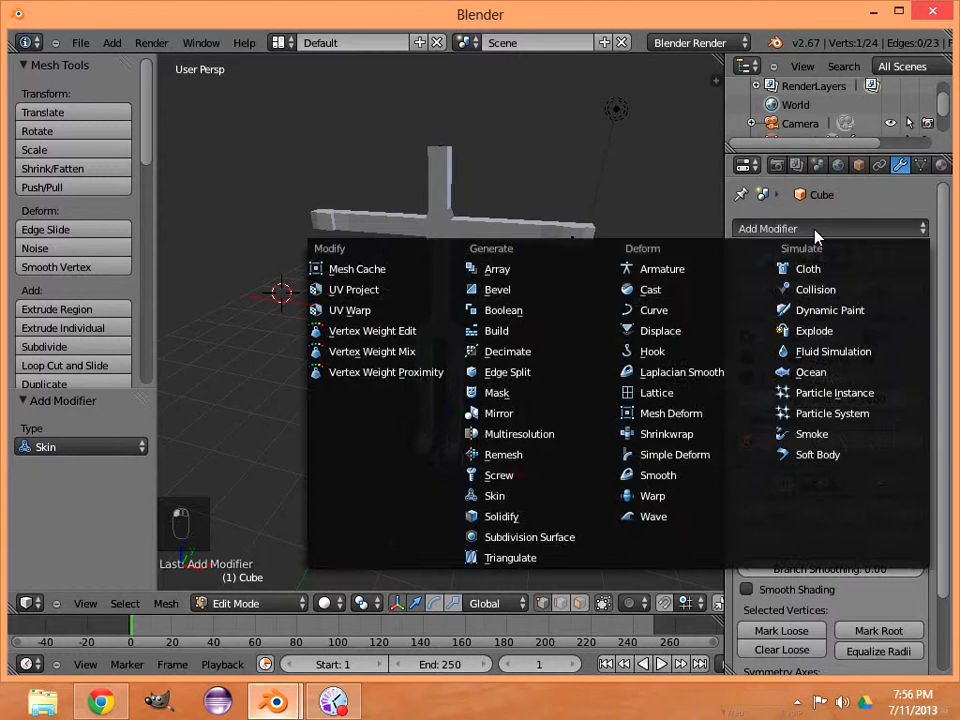 Blender
File Add Render Window Help Default Scene Blender Render v2.67 | Verts:1/24 | Edges:0/23 | F
Mesh Tools
Transform:
Translate
Rotate
Scale
Shrink/Fatten
Push/Pull
Deform:
Edge Slide
Noise
Smooth Vertex
Add:
Extrude Region
Extrude Individual
Subdivide
Loop Cut and Slide
Duplicate
Add Modifier
Type
Skin
User Persp
Modify
Mesh Cache
UV Project
UV Warp
Vertex Weight Edit
Vertex Weight Mix
Vertex Weight Proximity
Generate
Array
Bevel
Boolean
Build
Decimate
Edge Split
Mask
Mirror
Multiresolution
Remesh
Screw
Skin
Solidify
Subdivision Surface
Triangulate
Deform
Armature
Cast
Curve
Displace
Hook
Laplacian Smooth
Lattice
Mesh Deform
Shrinkwrap
Simple Deform
Smooth
Warp
Wave
Simulate
Cloth
Collision
Dynamic Paint
Explode
Fluid Simulation
Ocean
Particle Instance
Particle System
Smoke
Soft Body
Last: Add Modifier
(1) Cube
View Search All Scenes
RenderLayers
World
Camera
Cube
Add Modifier
Branch Smoothing: 0.00
Smooth Shading
Selected Vertices:
Mark Loose Mark Root
Clear Loose Equalize Radii
Symmetry Axes:
View Select Mesh Edit Mode Global
-40 -20 0 20 40 60 80 100 120 140 160 180 200 220 240 260
View Marker Frame Playback Start: 1 End: 250 1
7:56 PM
7/11/2013